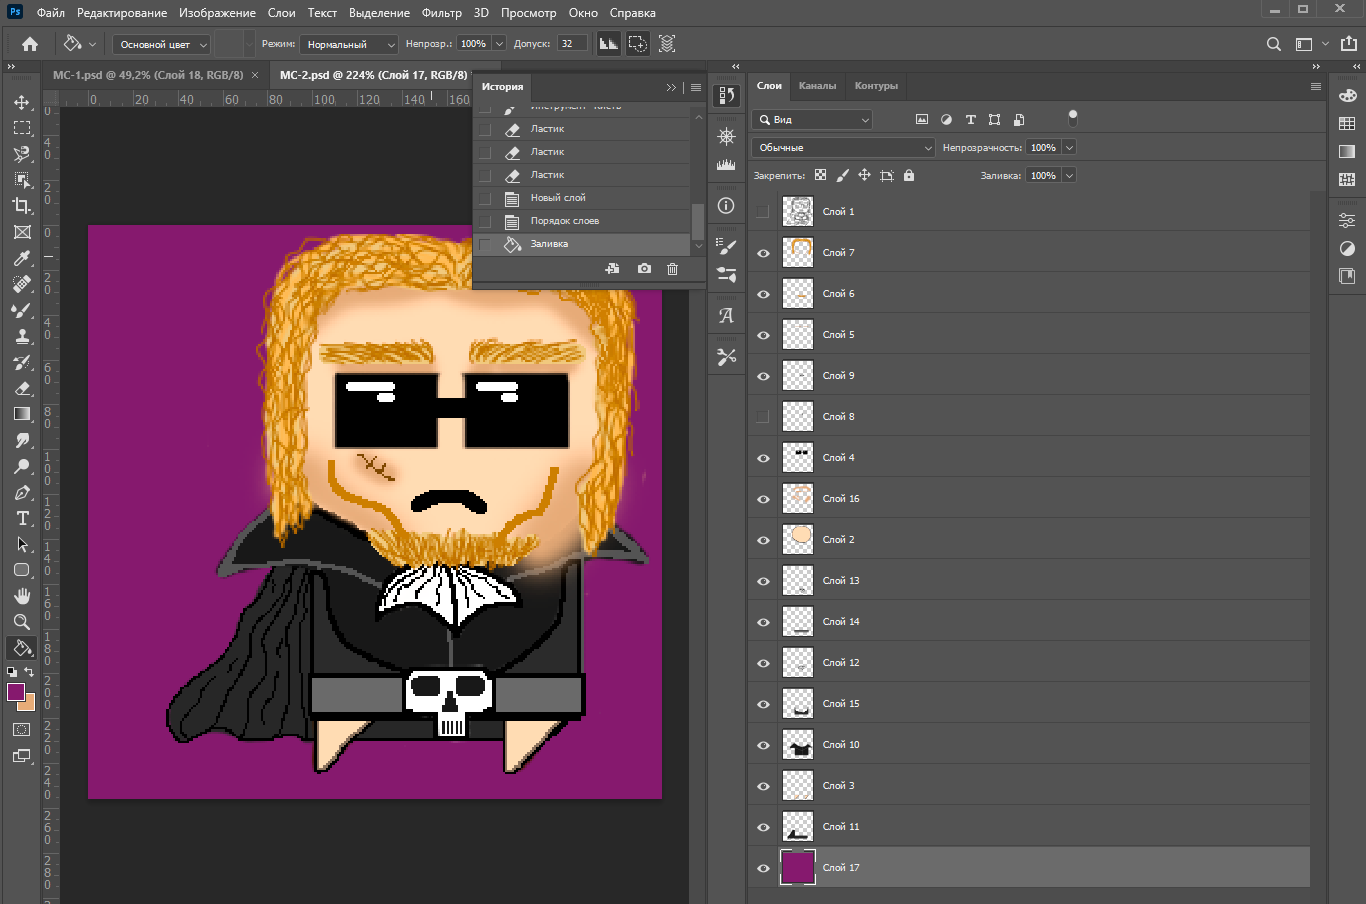 Ps Файл Редактирование Изображение Слои Текст Выделение Фильтр 3D Просмотр Окно Справка
Основной цвет Режим: Нормальный Непрозр.: 100% Допуск: 32
MC-1.psd @ 49,2% (Слой 18, RGB/8) × MC-2.psd @ 224% (Слой 17, RGB/8)
0 20 40 60 80 100 120 140 160
История
Ластик
Ластик
Ластик
Новый слой
Порядок слоев
Заливка
Слои Каналы Контуры
Вид
Обычные Непрозрачность: 100%
Закрепить: Заливка: 100%
Слой 1
Слой 7
Слой 6
Слой 5
Слой 9
Слой 8
Слой 4
Слой 16
Слой 2
Слой 13
Слой 14
Слой 12
Слой 15
Слой 10
Слой 3
Слой 11
Слой 17